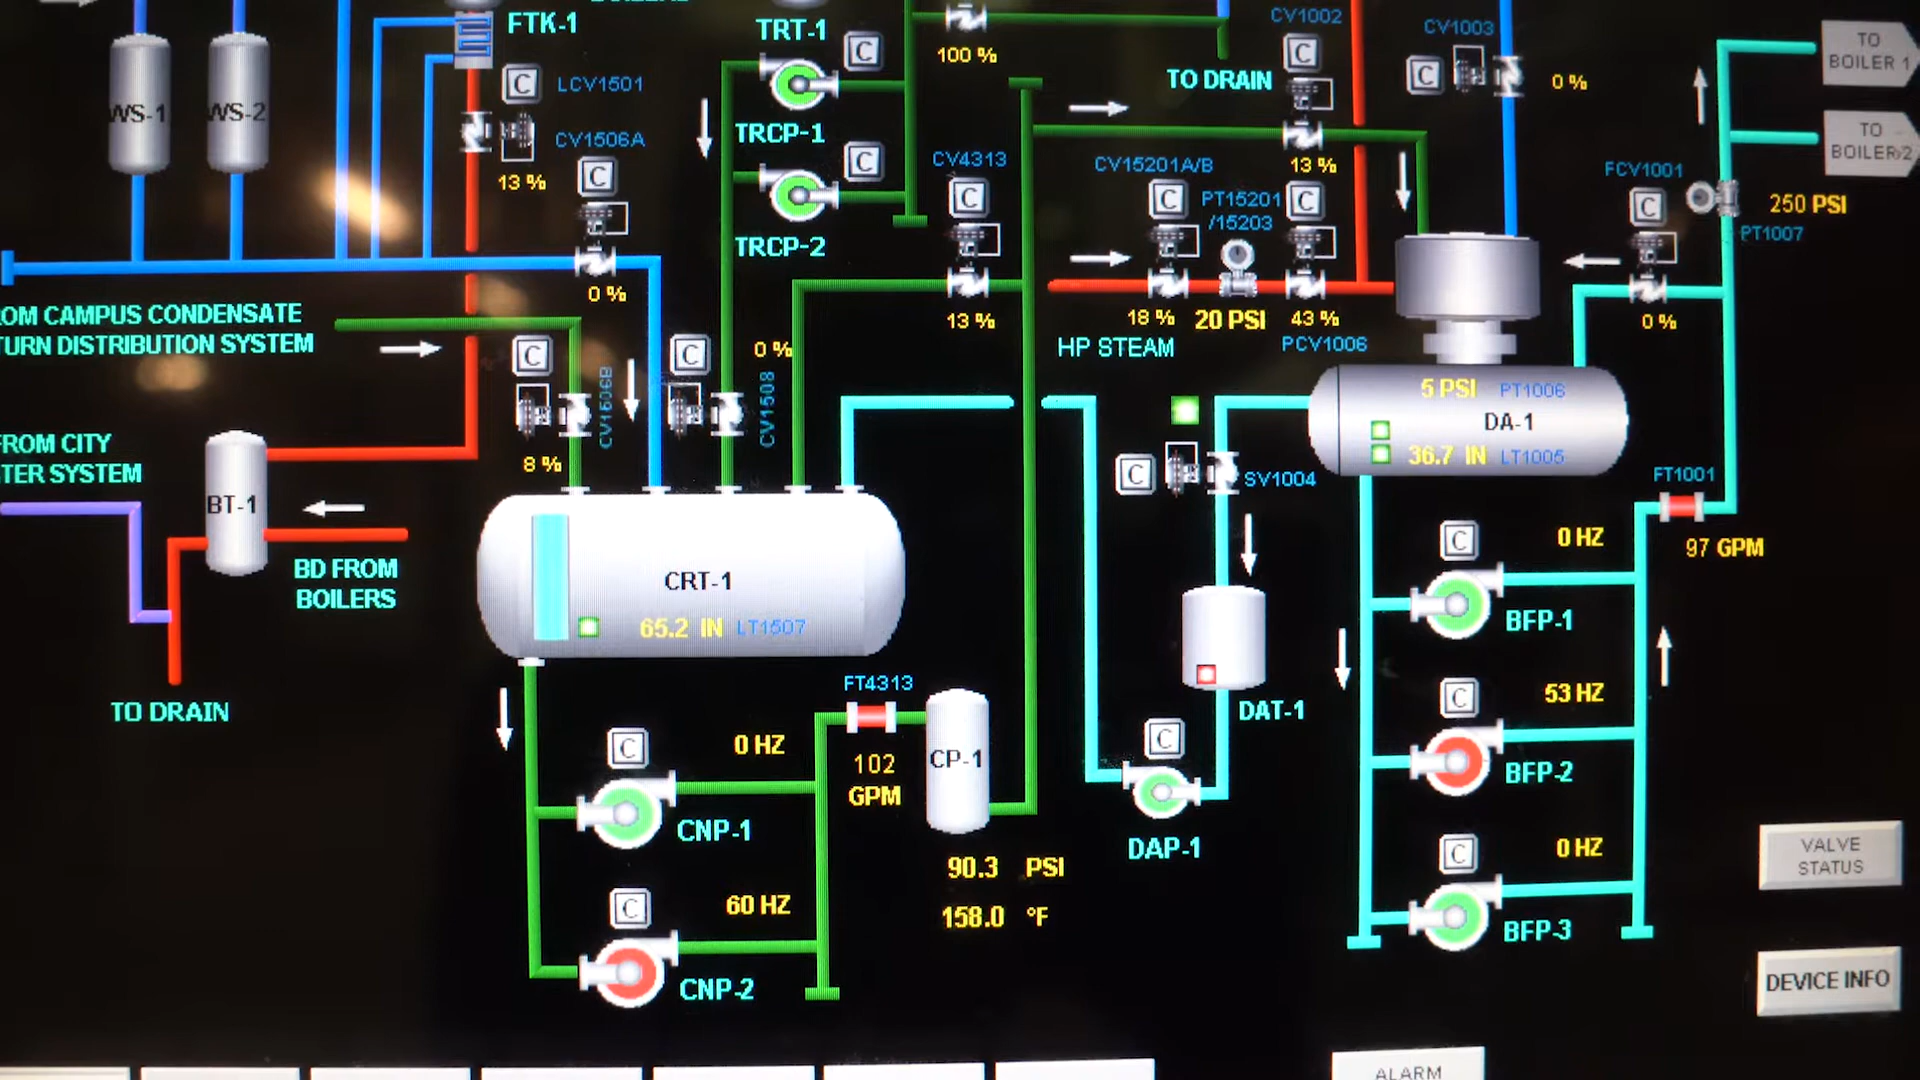 FTK-1
TRT-1
C
CV1002
CV1003
TO
BOILER 1
100 %
TO DRAIN
C
C
0 %
C
LCV1501
WS-1
WS-2
TRCP-1
TO
BOILER 2
CV1506A
C
CV4313
CV15201A/B
13 %
FCV1001
13 %
C
C
C
PT15201
/15203
C
C
250 PSI
PT1007
TRCP-2
0 %
OM CAMPUS CONDENSATE
TURN DISTRIBUTION SYSTEM
13 %
18 %
20 PSI
43 %
0 %
C
CV1506B
C
0 %
CV1508
HP STEAM
PCV1006
5 PSI PT1006
DA-1
36.7 IN LT1005
FROM CITY
TER SYSTEM
8 %
C
SV1004
FT1001
BT-1
C
0 HZ
97 GPM
BD FROM
BOILERS
CRT-1
65.2 IN LT1507
BFP-1
TO DRAIN
FT4313
DAT-1
C
53 HZ
C
0 HZ
102
GPM
CP-1
C
BFP-2
CNP-1
DAP-1
C
0 HZ
VALVE
STATUS
90.3 PSI
158.0 °F
C
60 HZ
BFP-3
CNP-2
DEVICE INFO
ALARM